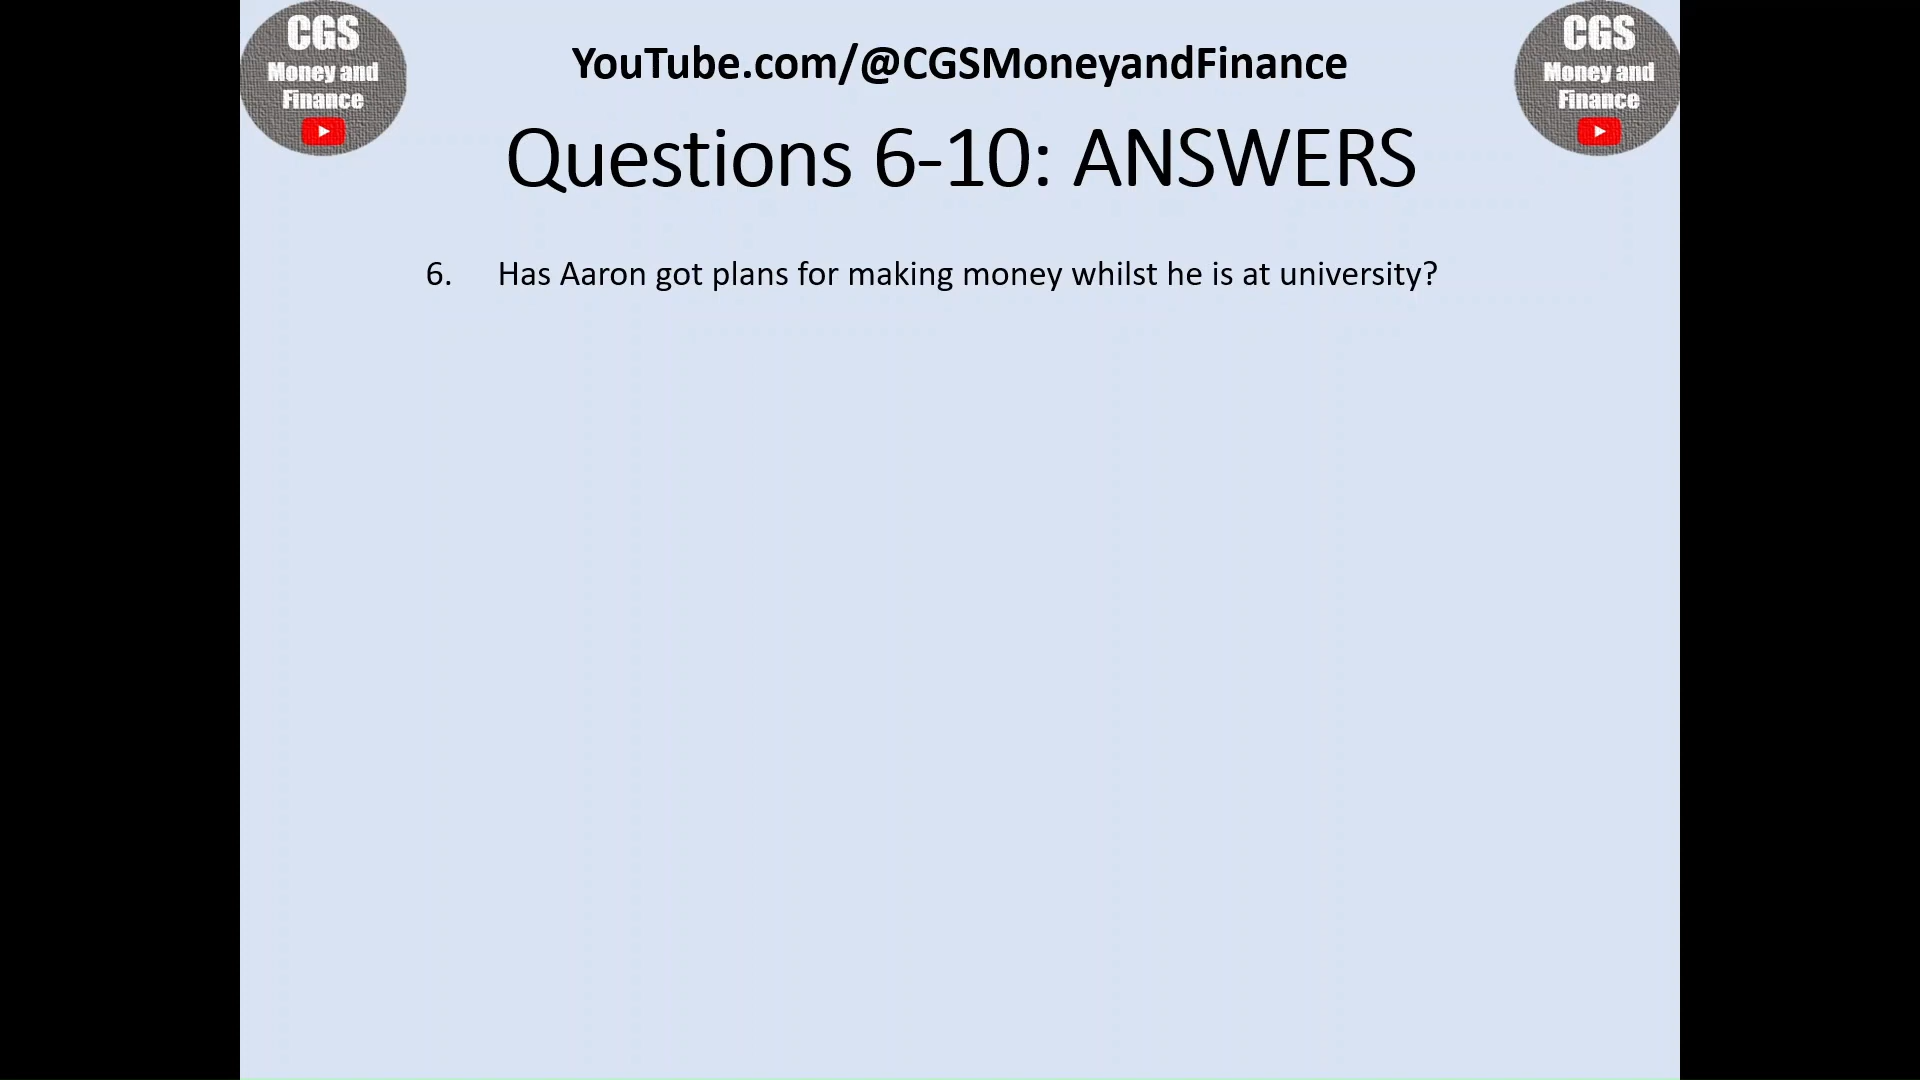 CGS
Money and
Finance
YouTube.com/@CGSMoneyandFinance
CGS
Money and
Finance
Questions 6-10: ANSWERS
6. Has Aaron got plans for making money whilst he is at university?